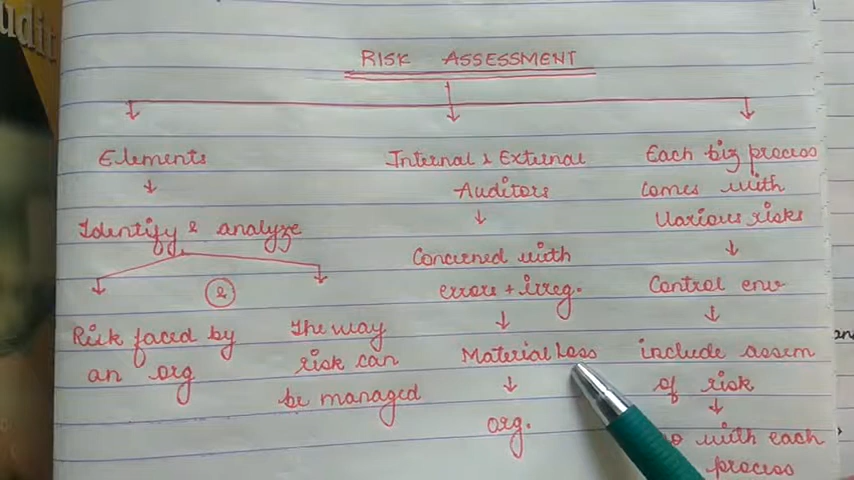 udit
RISK ASSESSMENT
Elements
Identify & analyze
&
Risk faced by
an org
The way
risk can
be managed
Internal & External
Auditors
Concerned with
errors + irreg.
Material Loss
org.
Each biz process
comes with
Various risks
Control env
include assem
of risk
with each
process